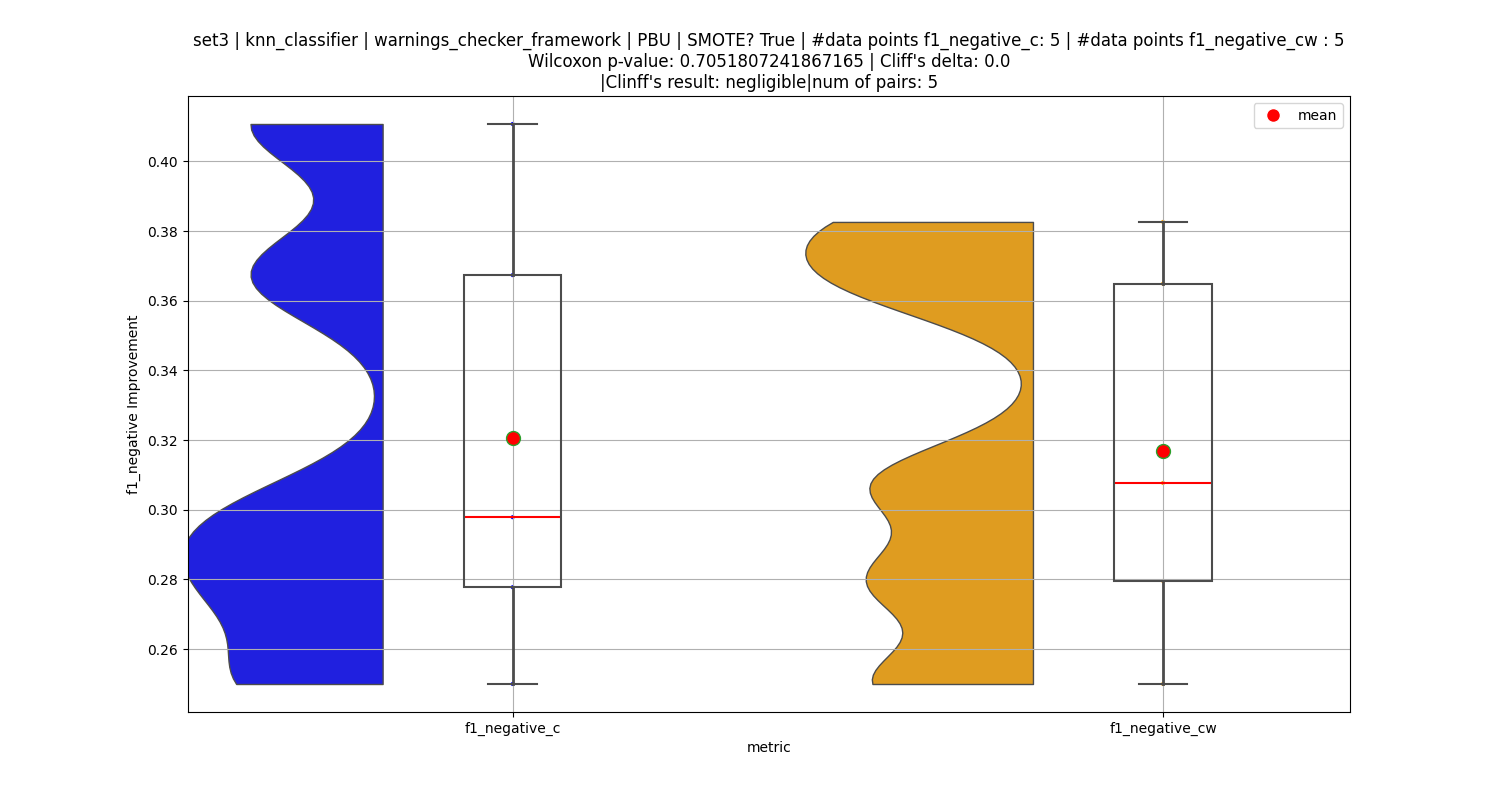 set3 | knn_classifier | warnings_checker_framework | PBU | SMOTE? True | #data points f1_negative_c: 5 | #data points f1_negative_cw : 5
Wilcoxon p-value: 0.7051807241867165 | Cliff's delta: 0.0
|Clinff's result: negligible|num of pairs: 5
mean
0.40
0.38
0.36
0.34
0.32
0.30
0.28
0.26
f1_negative Improvement
f1_negative_c
f1_negative_cw
metric